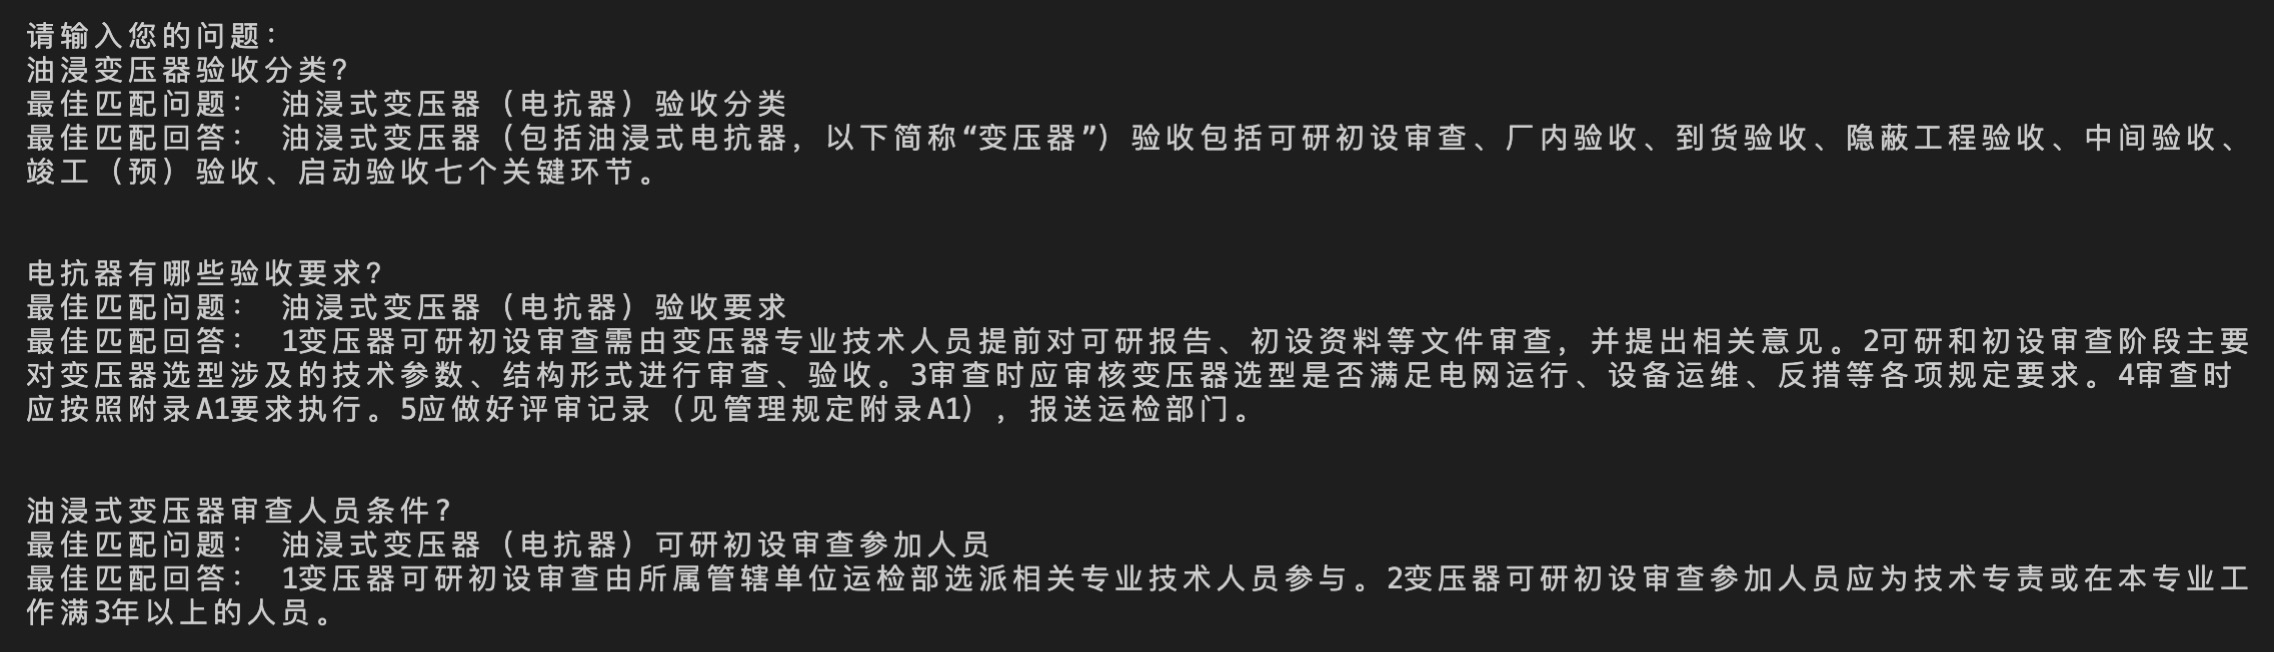 请输入您的问题：
油浸变压器验收分类？
最佳匹配问题： 油浸式变压器（电抗器）验收分类
最佳匹配回答： 油浸式变压器（包括油浸式电抗器，以下简称“变压器”）验收包括可研初设审查、厂内验收、到货验收、隐蔽工程验收、中间验收、
竣工（预）验收、启动验收七个关键环节。
电抗器有哪些验收要求？
最佳匹配问题： 油浸式变压器（电抗器）验收要求
最佳匹配回答： 1变压器可研初设审查需由变压器专业技术人员提前对可研报告、初设资料等文件审查，并提出相关意见。2可研和初设审查阶段主要
对变压器选型涉及的技术参数、结构形式进行审查、验收。3审查时应审核变压器选型是否满足电网运行、设备运维、反措等各项规定要求。4审查时
应按照附录A1要求执行。5应做好评审记录（见管理规定附录A1），报送运检部门。
油浸式变压器审查人员条件？
最佳匹配问题： 油浸式变压器（电抗器）可研初设审查参加人员
最佳匹配回答： 1变压器可研初设审查由所属管辖单位运检部选派相关专业技术人员参与。2变压器可研初设审查参加人员应为技术专责或在本专业工
作满3年以上的人员。